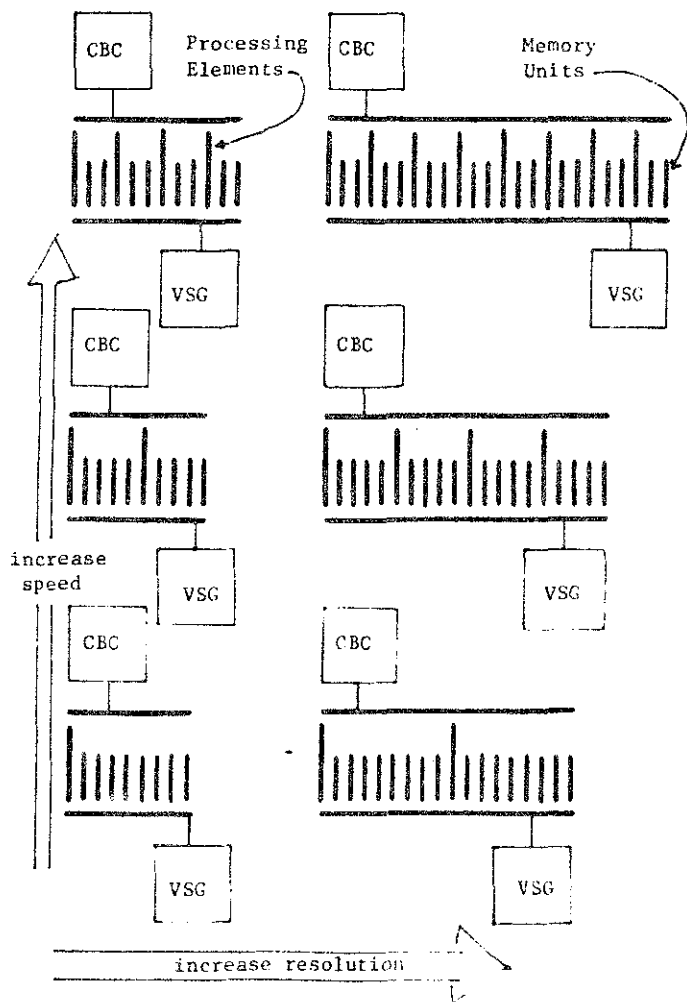 CBC
Processing
Elements
CBC
Memory
Units
VSG
VSG
CBC
CBC
increase
speed
VSG
VSG
CBC
CBC
VSG
VSG
increase resolution